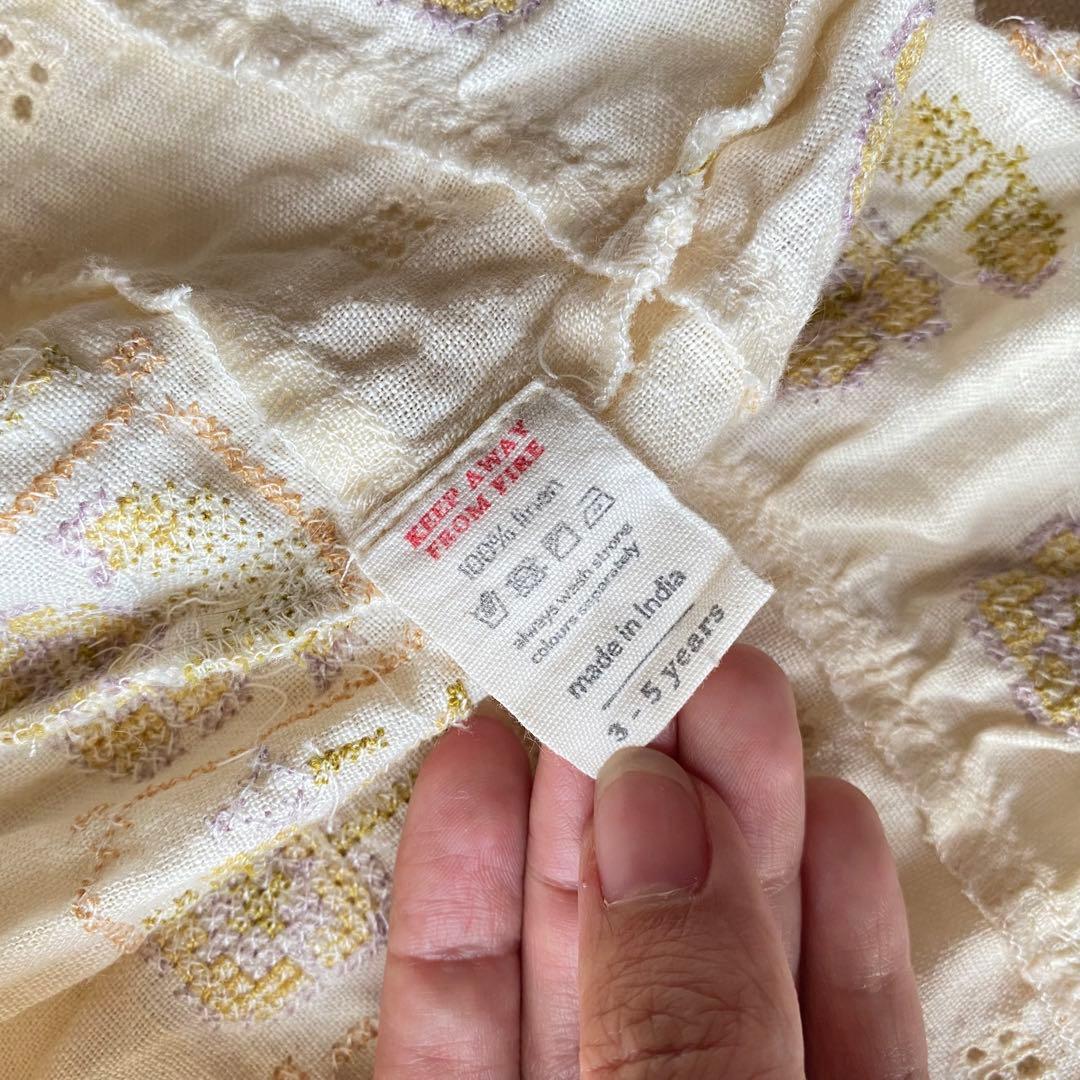 KEEP AWAY
FROM FIRE
100% linen
always wash strong
colours separately
made in India
3 - 5 years